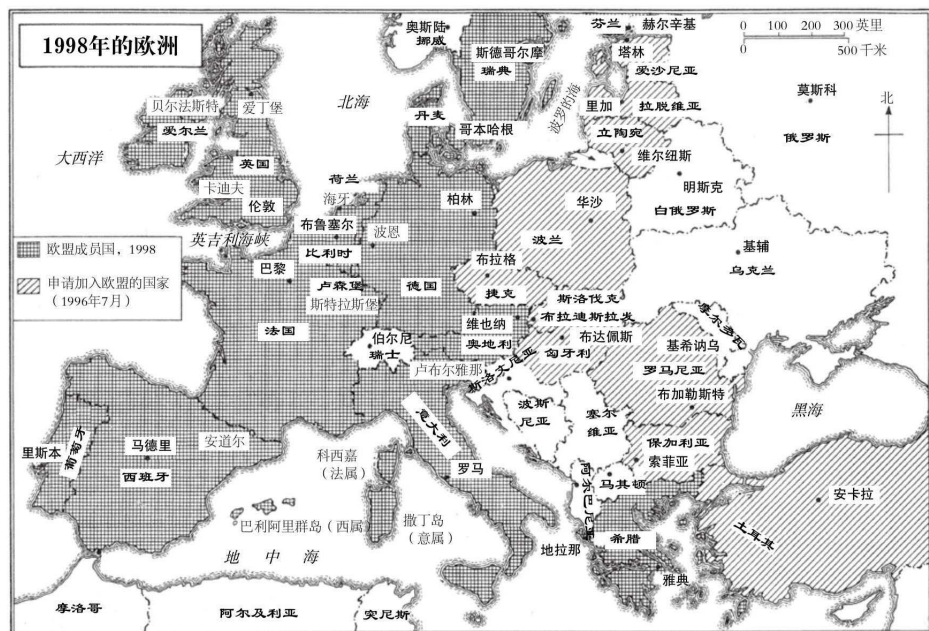 1998年的欧洲
奥斯陆
挪威
芬兰
赫尔辛基
0 100 200 300 英里
0 500 千米
斯德哥尔摩
瑞典
塔林
爱沙尼亚
北海
波罗的海
莫斯科
北
贝尔法斯特
爱丁堡
丹麦
里加
拉脱维亚
爱尔兰
哥本哈根
立陶宛
俄罗斯
大西洋
英国
维尔纽斯
荷兰
卡迪夫
海牙
柏林
华沙
明斯克
白俄罗斯
伦敦
布鲁塞尔
波恩
英吉利海峡
波兰
基辅
欧盟成员国，1998
比利时
布拉格
乌克兰
巴黎
申请加入欧盟的国家
（1996年7月）
卢森堡
德国
捷克
斯洛伐克
斯特拉斯堡
布拉迪斯拉发
摩尔多瓦
法国
维也纳
伯尔尼
瑞士
奥地利
布达佩斯
匈牙利
基希讷乌
罗马尼亚
卢布尔雅那
斯洛文尼亚
布加勒斯特
波斯
尼亚
塞尔
维亚
黑海
里斯本
葡萄牙
马德里
西班牙
安道尔
意大利
保加利亚
索菲亚
科西嘉
（法属）
罗马
阿尔巴尼亚
马其顿
安卡拉
巴利阿里群岛（西属）
撒丁岛
（意属）
土耳其
地中海
地拉那
希腊
雅典
摩洛哥
阿尔及利亚
突尼斯